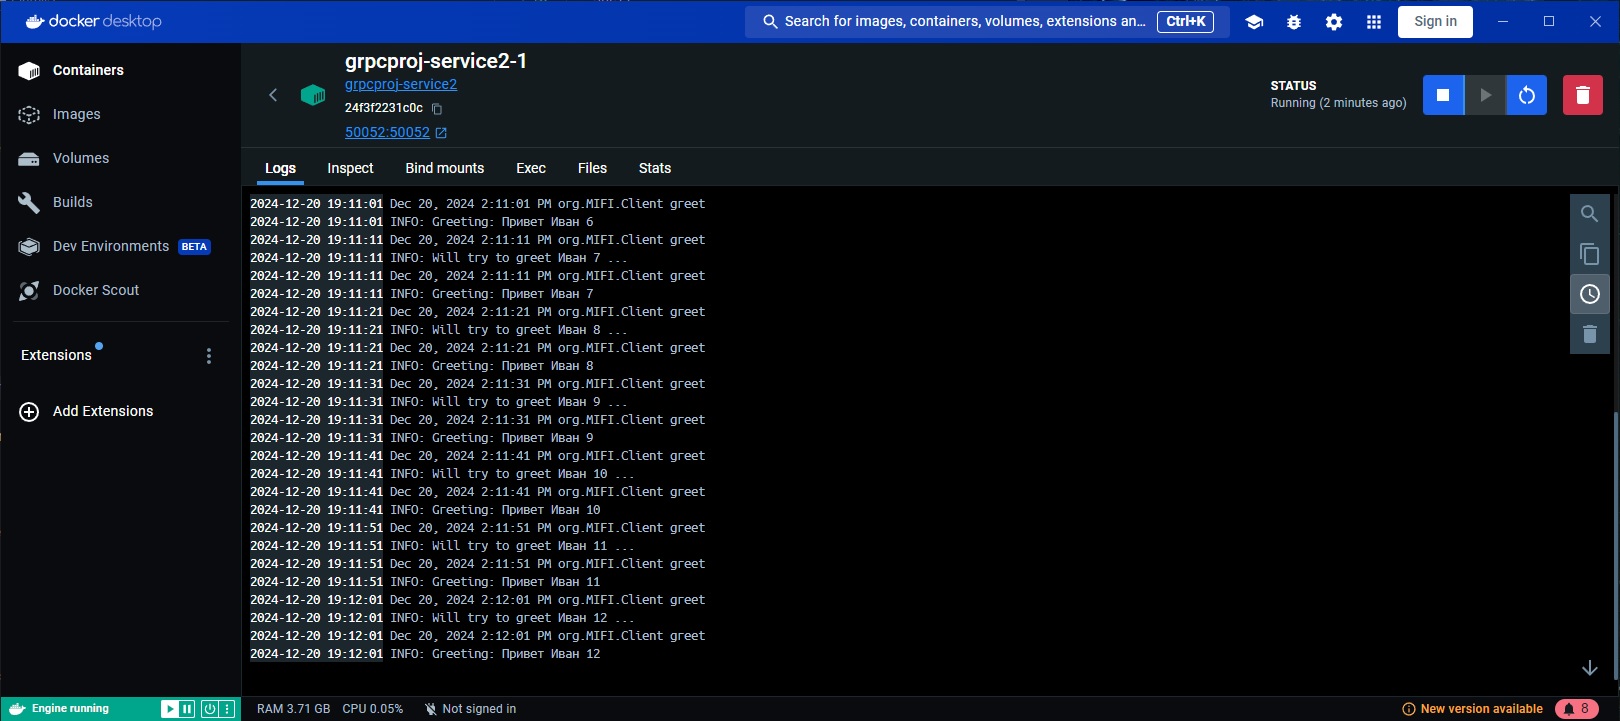 docker desktop
Search for images, containers, volumes, extensions an... Ctrl+K
Sign in
Containers
Images
Volumes
Builds
Dev Environments BETA
Docker Scout
Extensions
Add Extensions
grpcproj-service2-1
grpcproj-service2
24f3f2231c0c
50052:50052
STATUS
Running (2 minutes ago)
Logs Inspect Bind mounts Exec Files Stats
2024-12-20 19:11:01 Dec 20, 2024 2:11:01 PM org.MIFI.Client greet
2024-12-20 19:11:01 INFO: Greeting: Привет Иван 6
2024-12-20 19:11:11 Dec 20, 2024 2:11:11 PM org.MIFI.Client greet
2024-12-20 19:11:11 INFO: Will try to greet Иван 7 ...
2024-12-20 19:11:11 Dec 20, 2024 2:11:11 PM org.MIFI.Client greet
2024-12-20 19:11:11 INFO: Greeting: Привет Иван 7
2024-12-20 19:11:21 Dec 20, 2024 2:11:21 PM org.MIFI.Client greet
2024-12-20 19:11:21 INFO: Will try to greet Иван 8 ...
2024-12-20 19:11:21 Dec 20, 2024 2:11:21 PM org.MIFI.Client greet
2024-12-20 19:11:21 INFO: Greeting: Привет Иван 8
2024-12-20 19:11:31 Dec 20, 2024 2:11:31 PM org.MIFI.Client greet
2024-12-20 19:11:31 INFO: Will try to greet Иван 9 ...
2024-12-20 19:11:31 Dec 20, 2024 2:11:31 PM org.MIFI.Client greet
2024-12-20 19:11:31 INFO: Greeting: Привет Иван 9
2024-12-20 19:11:41 Dec 20, 2024 2:11:41 PM org.MIFI.Client greet
2024-12-20 19:11:41 INFO: Will try to greet Иван 10 ...
2024-12-20 19:11:41 Dec 20, 2024 2:11:41 PM org.MIFI.Client greet
2024-12-20 19:11:41 INFO: Greeting: Привет Иван 10
2024-12-20 19:11:51 Dec 20, 2024 2:11:51 PM org.MIFI.Client greet
2024-12-20 19:11:51 INFO: Will try to greet Иван 11 ...
2024-12-20 19:11:51 Dec 20, 2024 2:11:51 PM org.MIFI.Client greet
2024-12-20 19:11:51 INFO: Greeting: Привет Иван 11
2024-12-20 19:12:01 Dec 20, 2024 2:12:01 PM org.MIFI.Client greet
2024-12-20 19:12:01 INFO: Will try to greet Иван 12 ...
2024-12-20 19:12:01 Dec 20, 2024 2:12:01 PM org.MIFI.Client greet
2024-12-20 19:12:01 INFO: Greeting: Привет Иван 12
Engine running
RAM 3.71 GB CPU 0.05% Not signed in
New version available 8